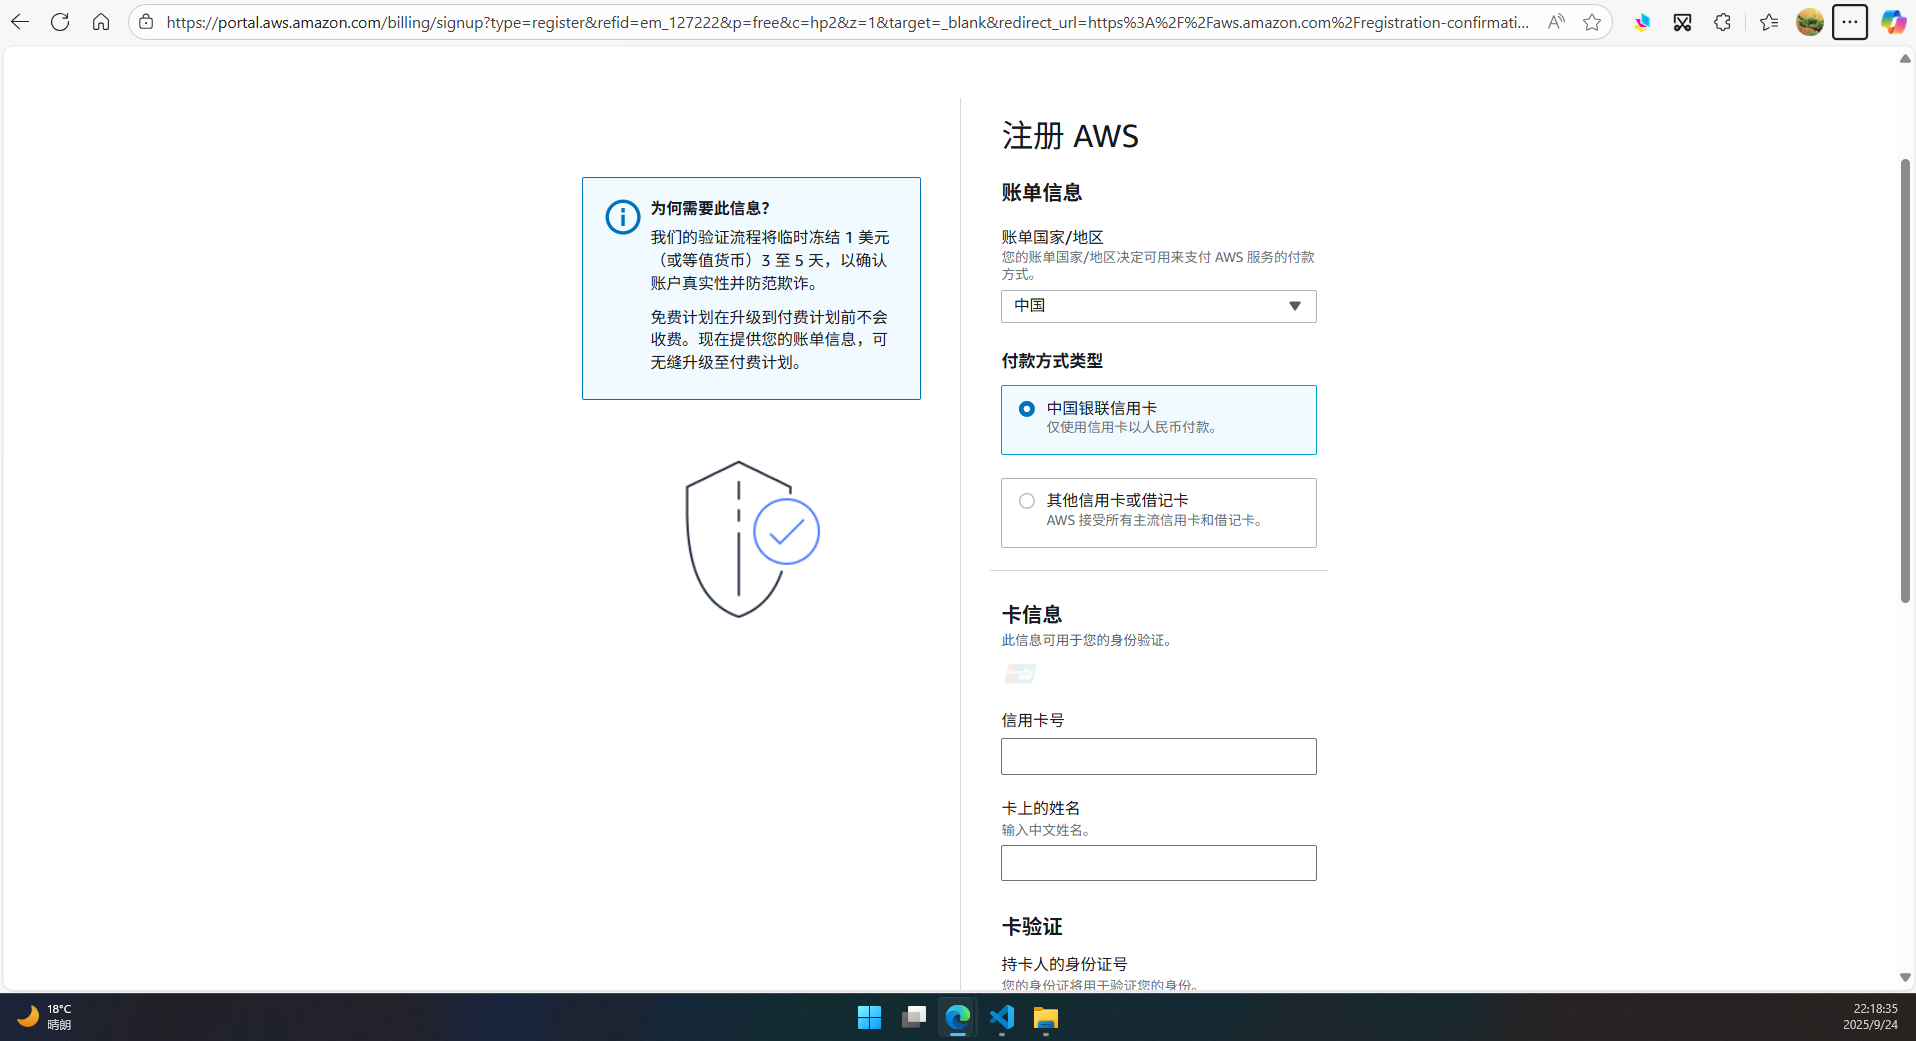 https://portal.aws.amazon.com/billing/signup?type=register&refid=em_127222&p=free&c=hp2&z=1&target=_blank&redirect_url=https%3A%2F%2Faws.amazon.com%2Fregistration-confirmati...
为何需要此信息？
我们的验证流程将临时冻结 1 美元
（或等值货币）3 至 5 天，以确认
账户真实性并防范欺诈。
免费计划在升级到付费计划前不会
收费。现在提供您的账单信息，可
无缝升级至付费计划。
注册 AWS
账单信息
账单国家/地区
您的账单国家/地区决定可用来支付 AWS 服务的付款
方式。
中国
付款方式类型
中国银联信用卡
仅使用信用卡以人民币付款。
其他信用卡或借记卡
AWS 接受所有主流信用卡和借记卡。
卡信息
此信息可用于您的身份验证。
信用卡号
卡上的姓名
输入中文姓名。
卡验证
持卡人的身份证号
您的身份证将用于验证您的身份。
18°C
晴朗
22:18:35
2025/9/24